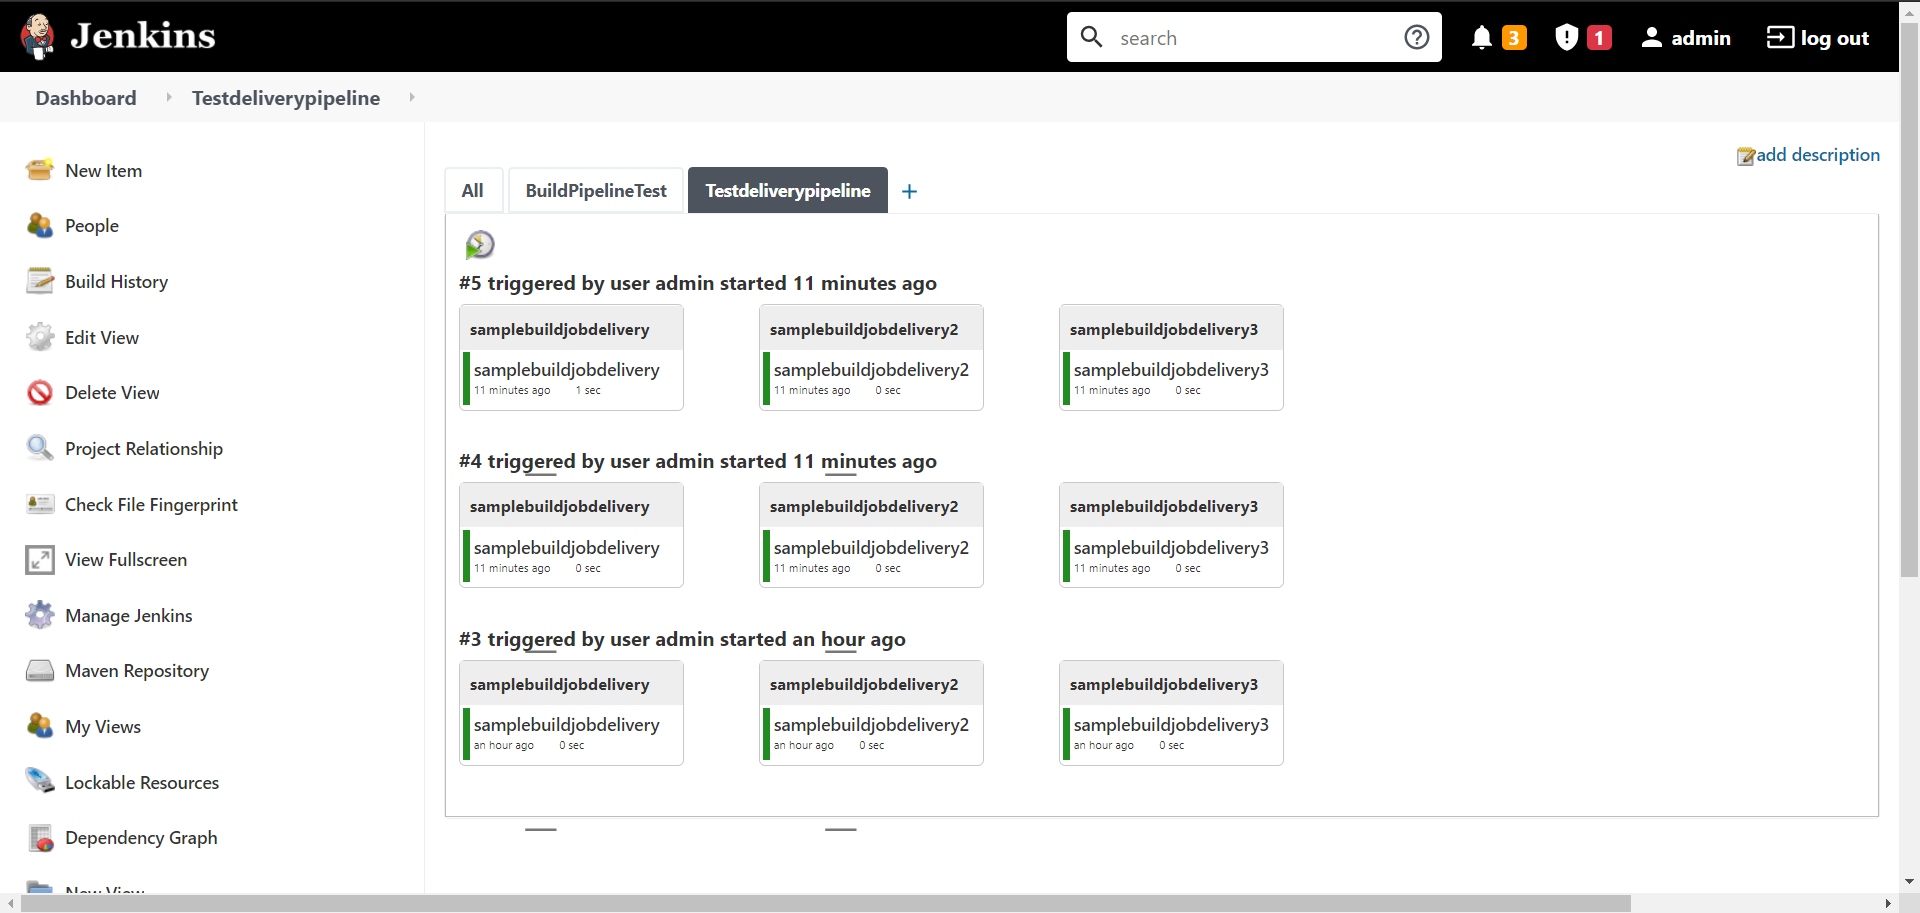 Jenkins
search
3
1
admin
log out
Dashboard
Testdeliverypipeline
New Item
People
Build History
Edit View
Delete View
Project Relationship
Check File Fingerprint
View Fullscreen
Manage Jenkins
Maven Repository
My Views
Lockable Resources
Dependency Graph
New View
add description
All
BuildPipelineTest
Testdeliverypipeline
+
#5 triggered by user admin started 11 minutes ago
samplebuildjobdelivery
samplebuildjobdelivery
11 minutes ago 1 sec
samplebuildjobdelivery2
samplebuildjobdelivery2
11 minutes ago 0 sec
samplebuildjobdelivery3
samplebuildjobdelivery3
11 minutes ago 0 sec
#4 triggered by user admin started 11 minutes ago
samplebuildjobdelivery
samplebuildjobdelivery
11 minutes ago 0 sec
samplebuildjobdelivery2
samplebuildjobdelivery2
11 minutes ago 0 sec
samplebuildjobdelivery3
samplebuildjobdelivery3
11 minutes ago 0 sec
#3 triggered by user admin started an hour ago
samplebuildjobdelivery
samplebuildjobdelivery
an hour ago 0 sec
samplebuildjobdelivery2
samplebuildjobdelivery2
an hour ago 0 sec
samplebuildjobdelivery3
samplebuildjobdelivery3
an hour ago 0 sec